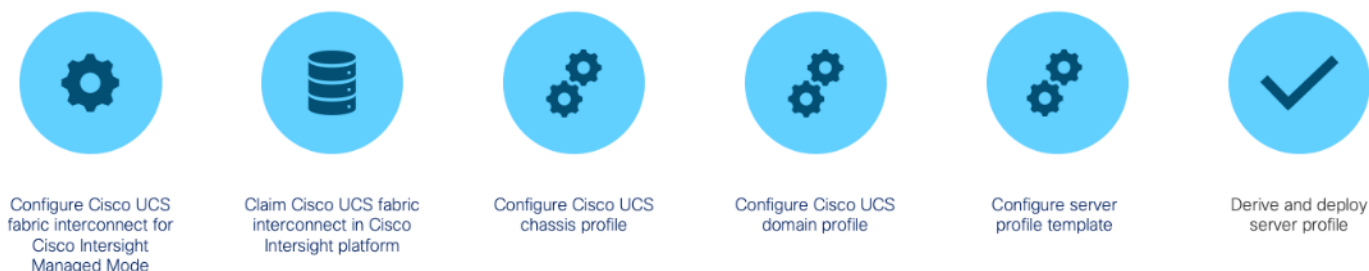 Configure Cisco UCS
fabric interconnect for
Cisco Intersight
Managed Mode
Claim Cisco UCS fabric
interconnect in Cisco
Intersight platform
Configure Cisco UCS
chassis profile
Configure Cisco UCS
domain profile
Configure server
profile template
Derive and deploy
server profile